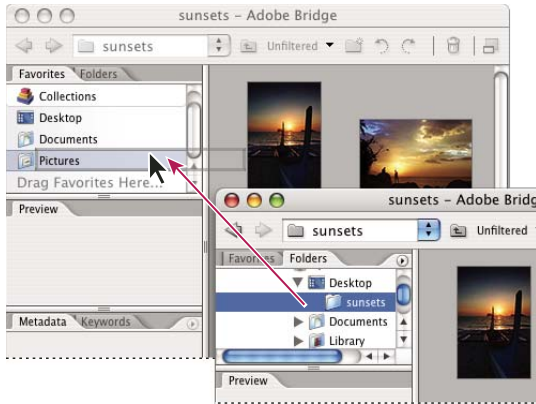 sunsets – Adobe Bridge
sunsets
Unfiltered
Favorites Folders
Collections
Desktop
Documents
Pictures
Drag Favorites Here...
Preview
Metadata Keywords
sunsets – Adobe Bridg
sunsets
Unfiltered
Favorites Folders
Desktop
sunsets
Documents
Library
Preview